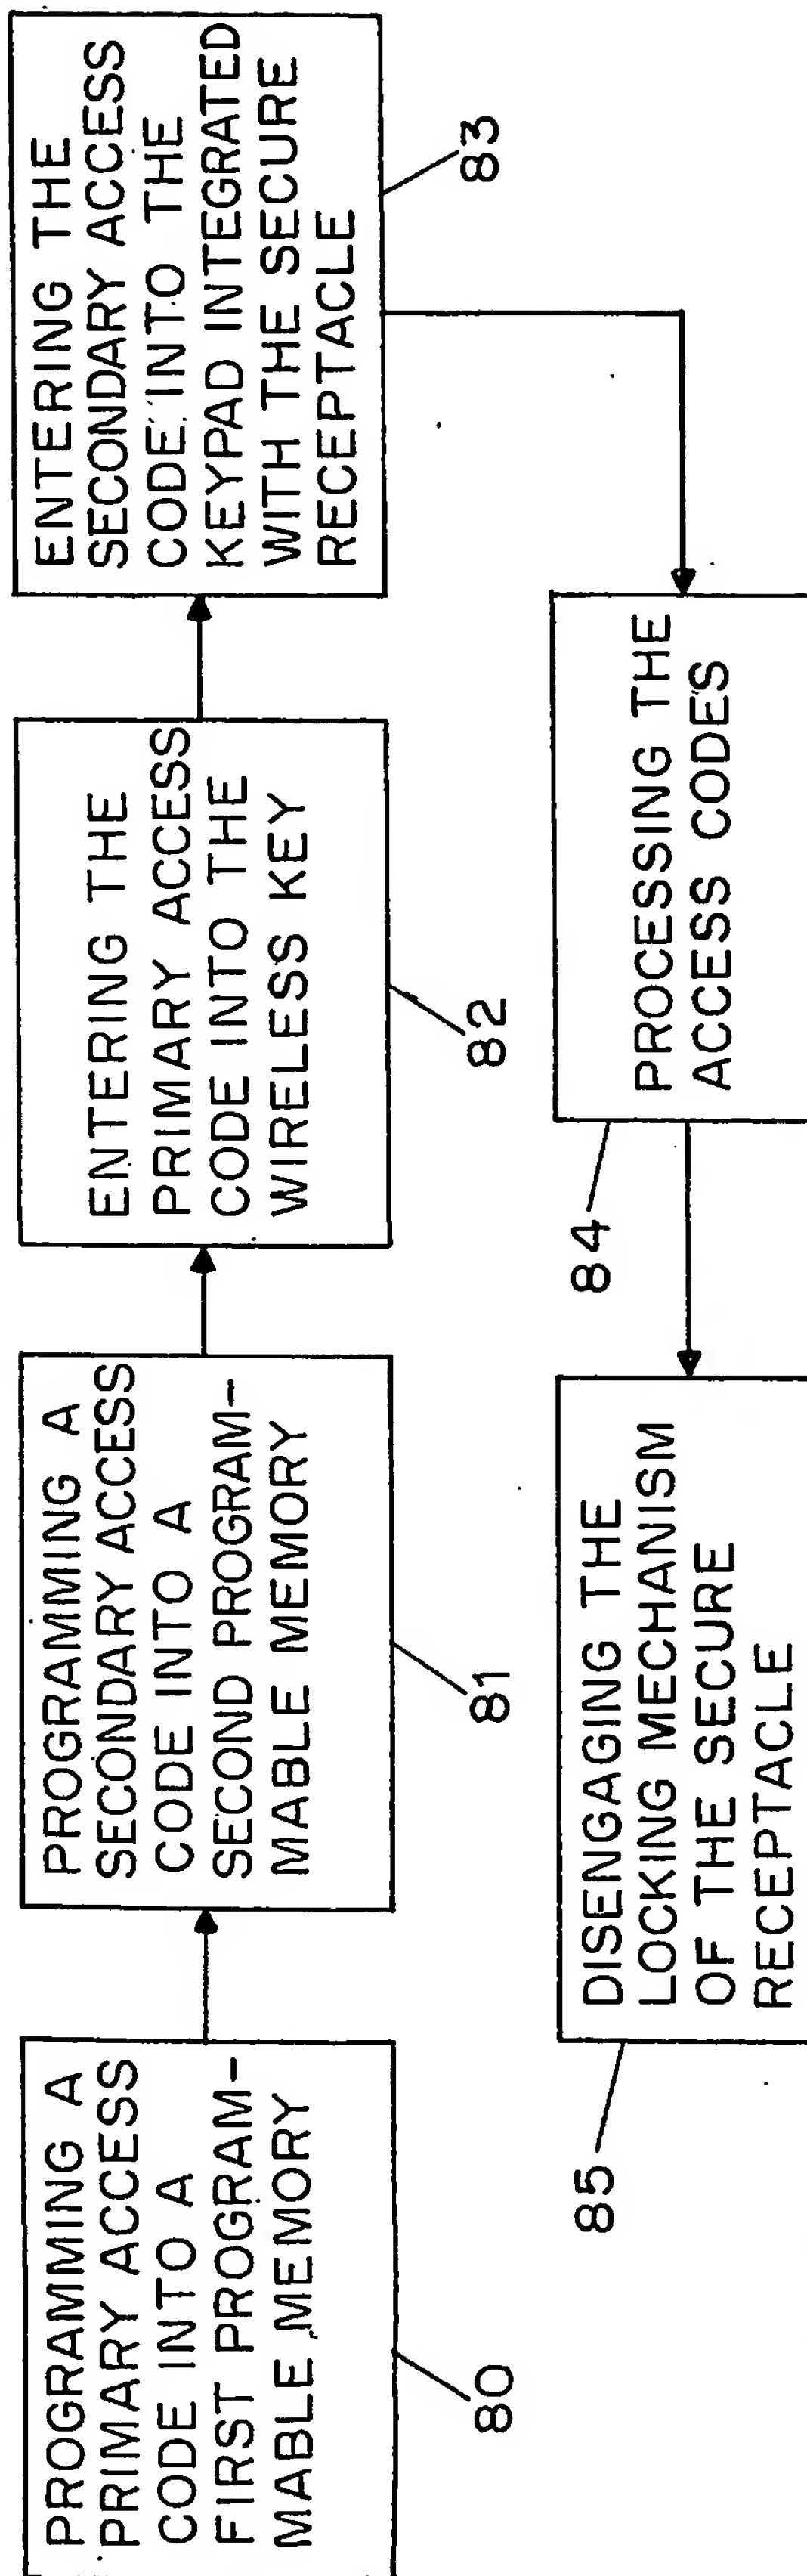 PROGRAMMING A
PRIMARY ACCESS
CODE INTO A
FIRST PROGRAM-
MABLE MEMORY
80
PROGRAMMING A
SECONDARY ACCESS
CODE INTO A
SECOND PROGRAM-
MABLE MEMORY
81
ENTERING THE
PRIMARY ACCESS
CODE INTO THE
WIRELESS KEY
82
ENTERING THE
SECONDARY ACCESS
CODE INTO THE
KEYPAD INTEGRATED
WITH THE SECURE
RECEPTACLE
83
PROCESSING THE
ACCESS CODES
84
DISENGAGING THE
LOCKING MECHANISM
OF THE SECURE
RECEPTACLE
85